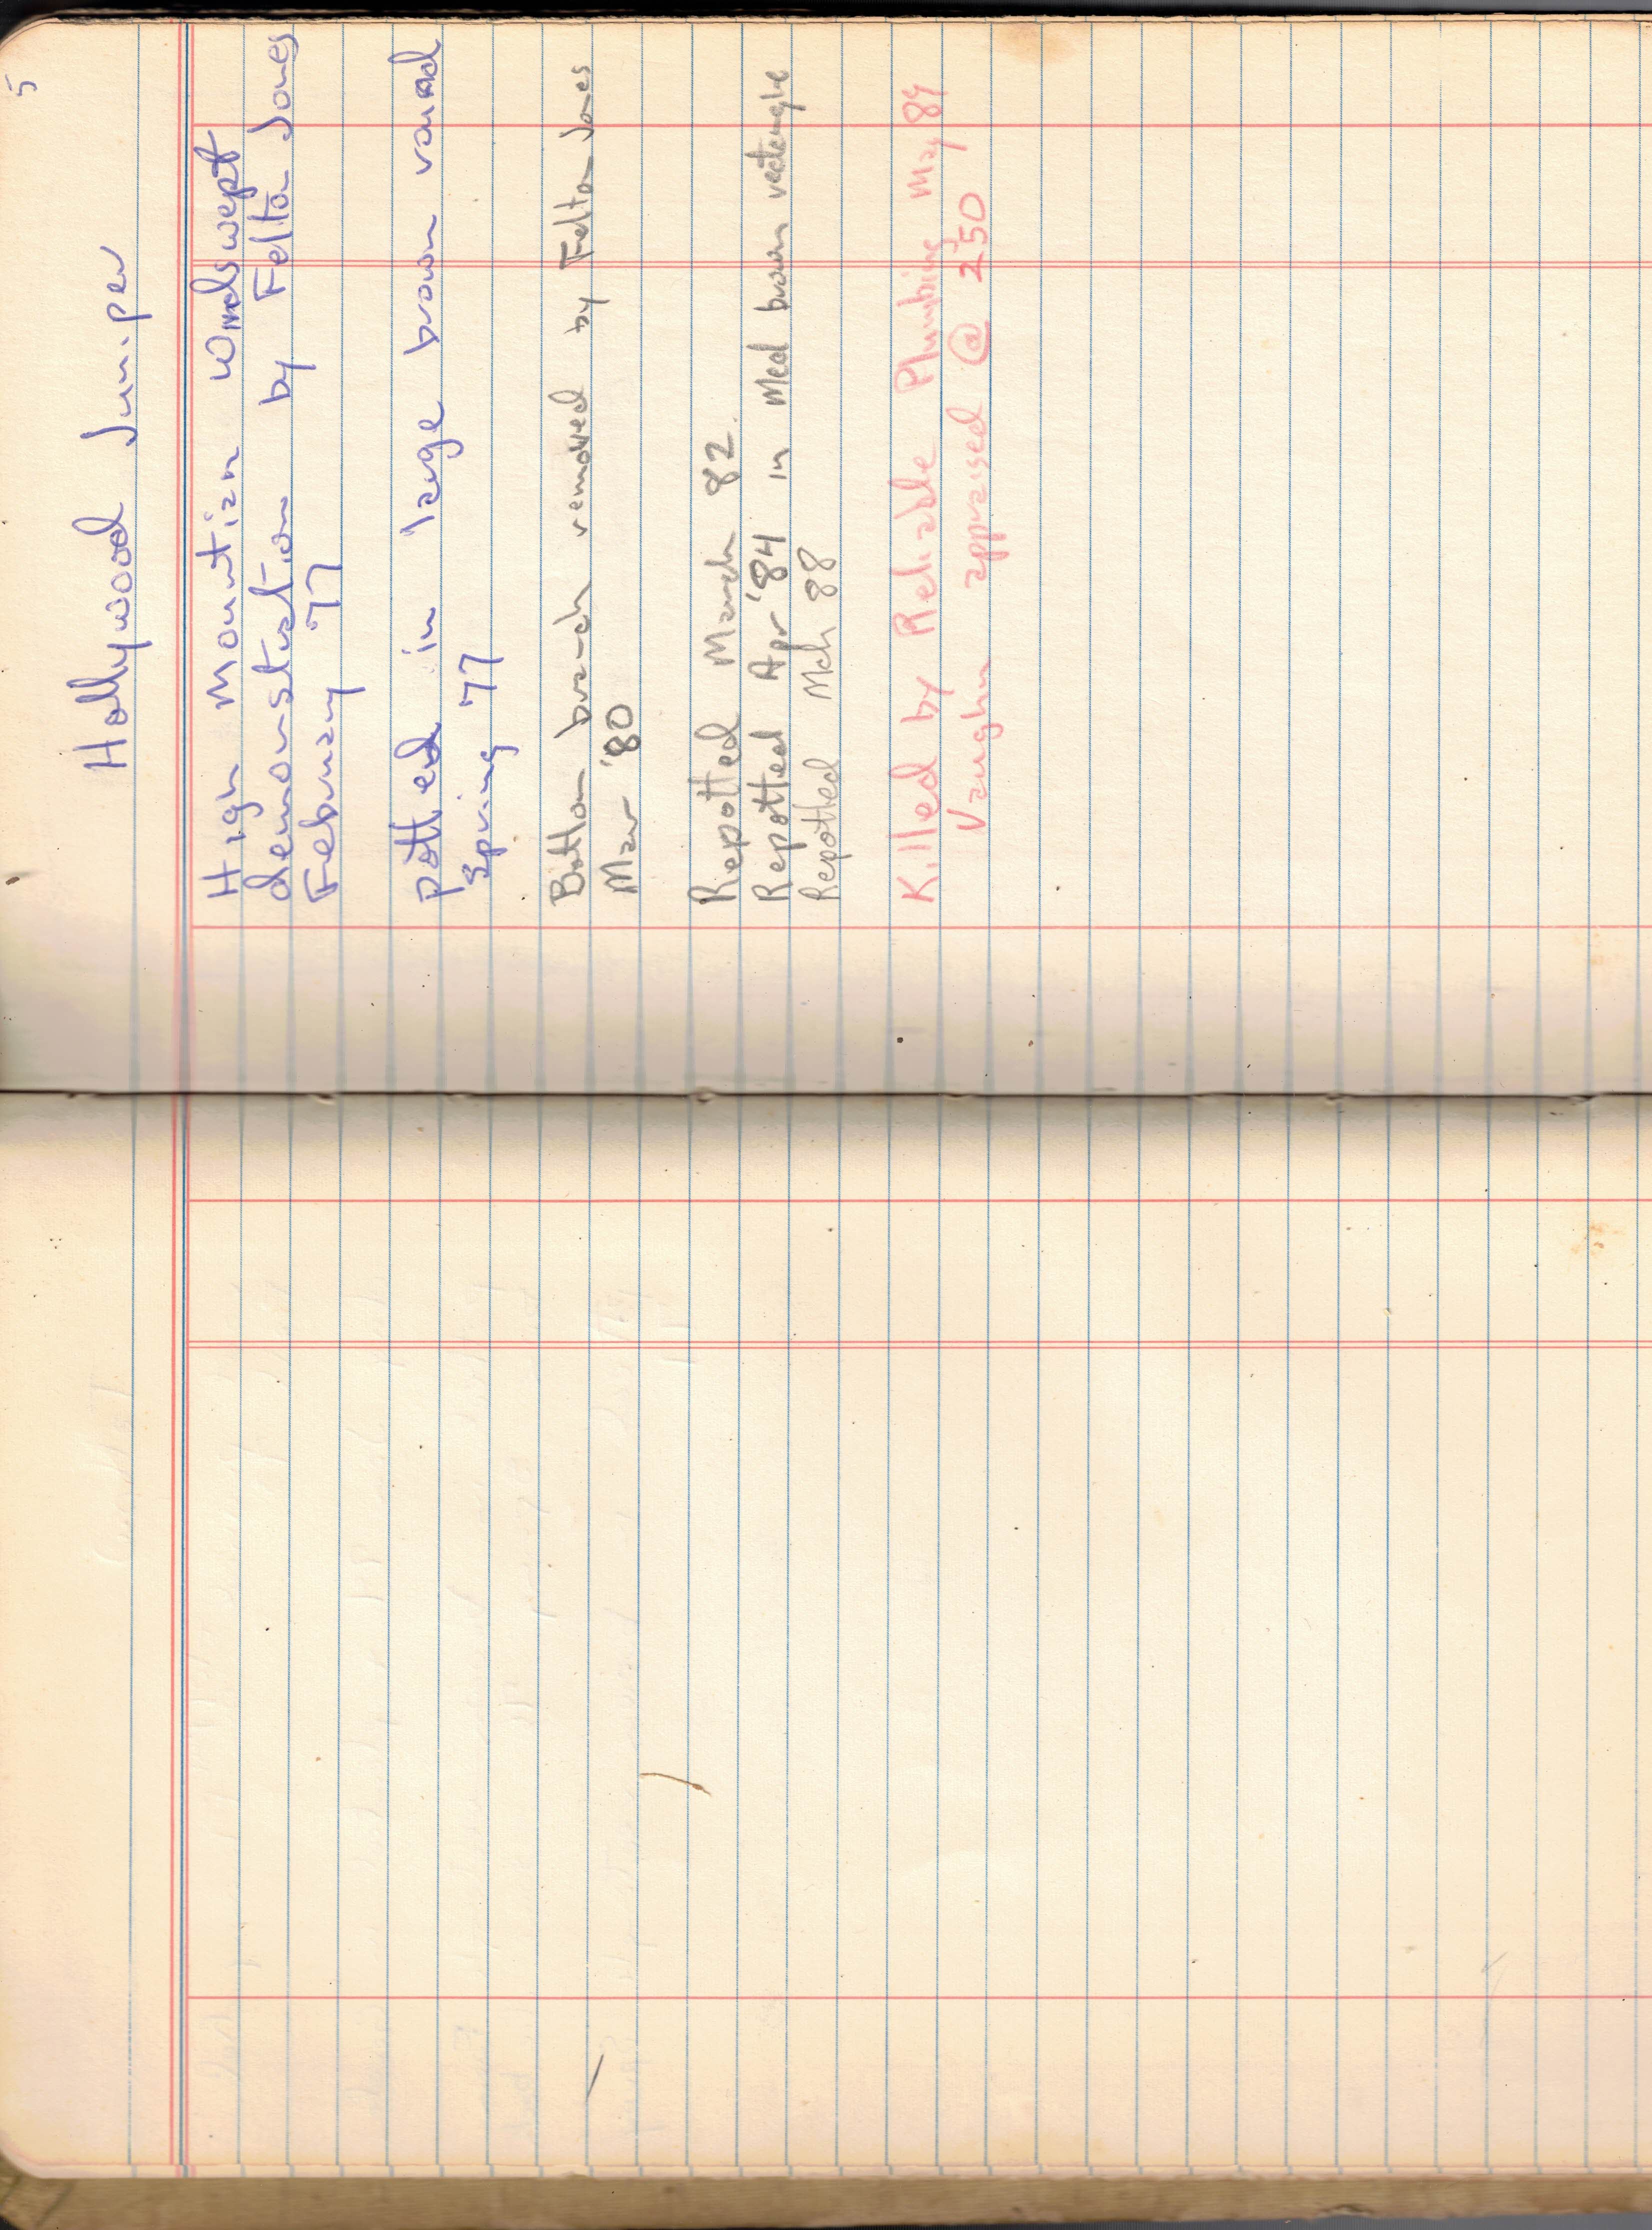 5
Hollywood Juniper
High Mountian Windswept
demonstration by Felton Jones
February 77
potted in large brown round
Spring 77
Bottom branch removed by Felton Jones
Mar '80
Repotted March 82.
Repotted Apr '84 in Med brown rectangle
Repotted Mch 88
Killed by Reliable Plumbing May 89
Vaughn appraised @ 250